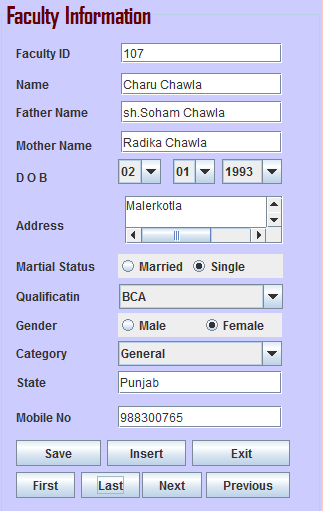 Faculty Information
Faculty ID 107
Name Charu Chawla
Father Name sh.Soham Chawla
Mother Name Radika Chawla
D O B 02 01 1993
Address Malerkotla
Martial Status Married Single
Qualificatin BCA
Gender Male Female
Category General
State Punjab
Mobile No 988300765
Save Insert Exit
First Last Next Previous